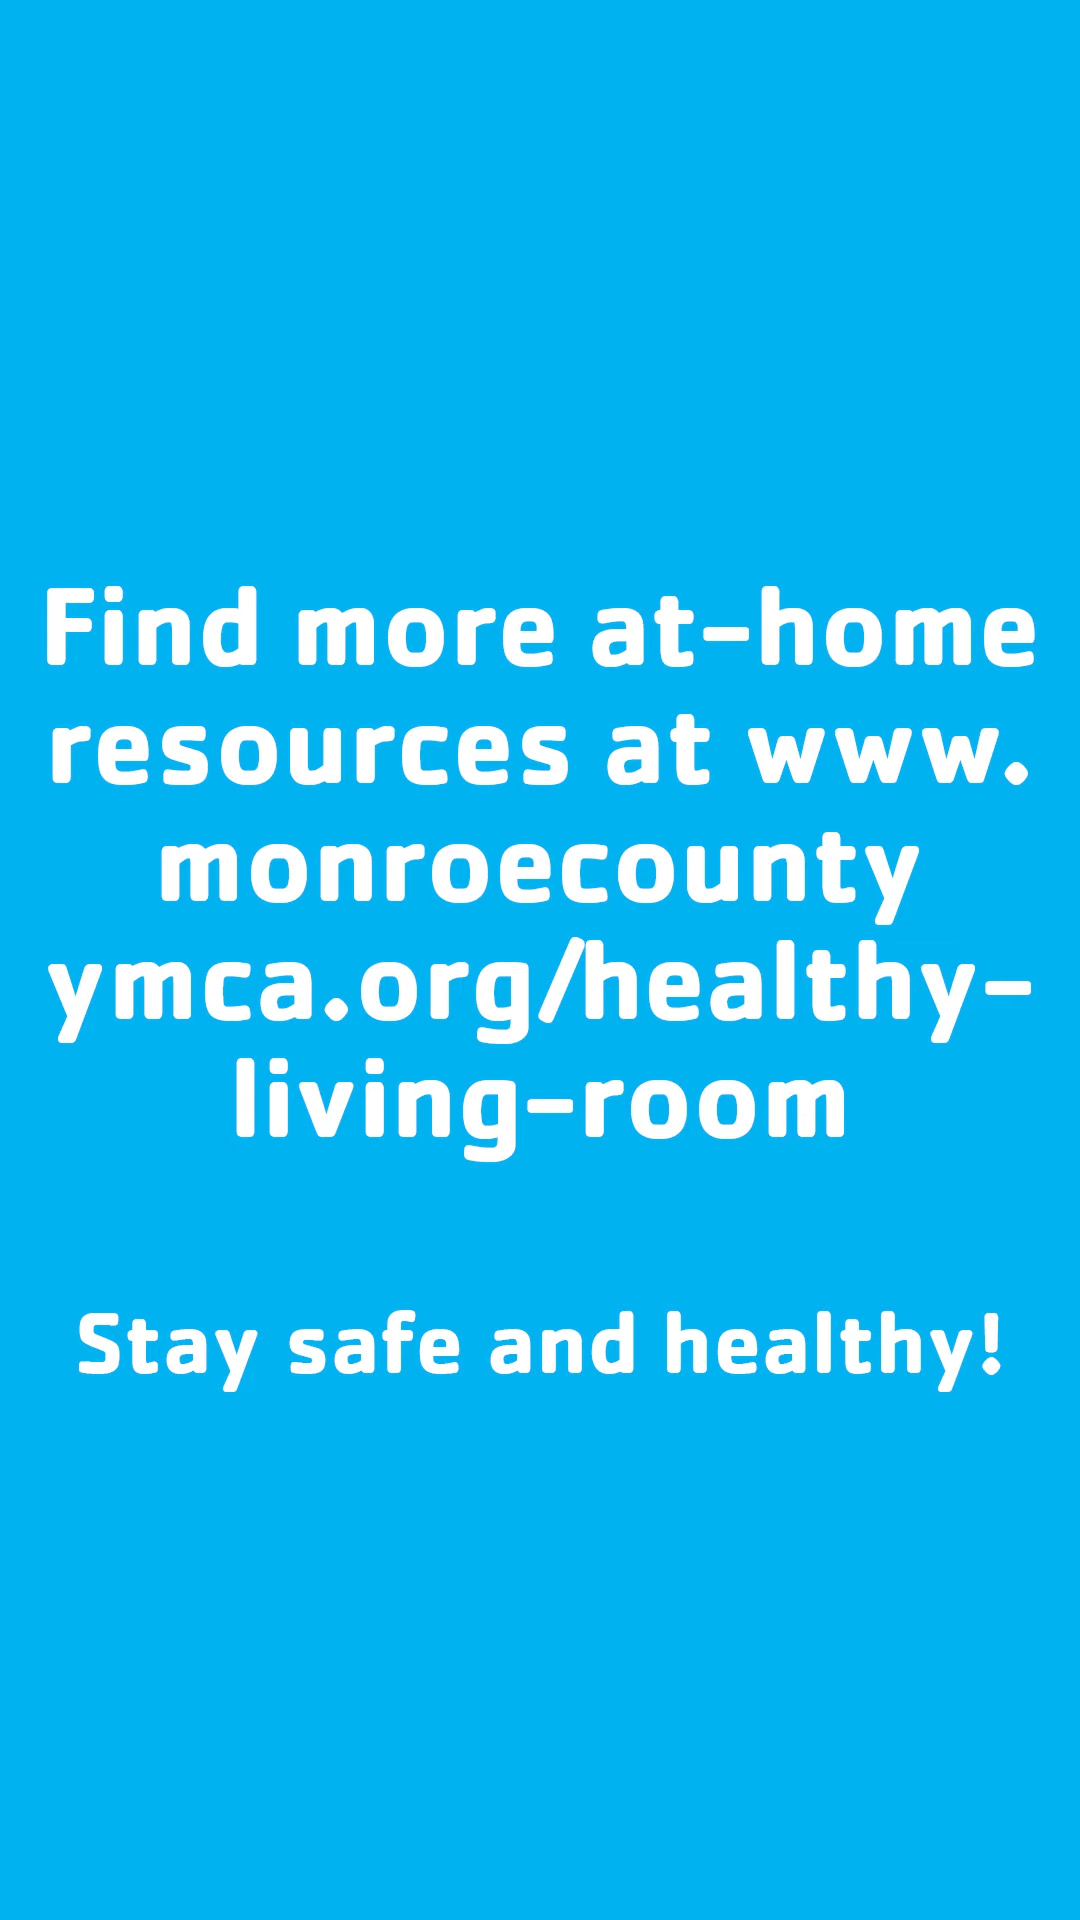 Find more at-home
resources at www.
monroecounty
ymca.org/healthy-
living-room
Stay safe and healthy!